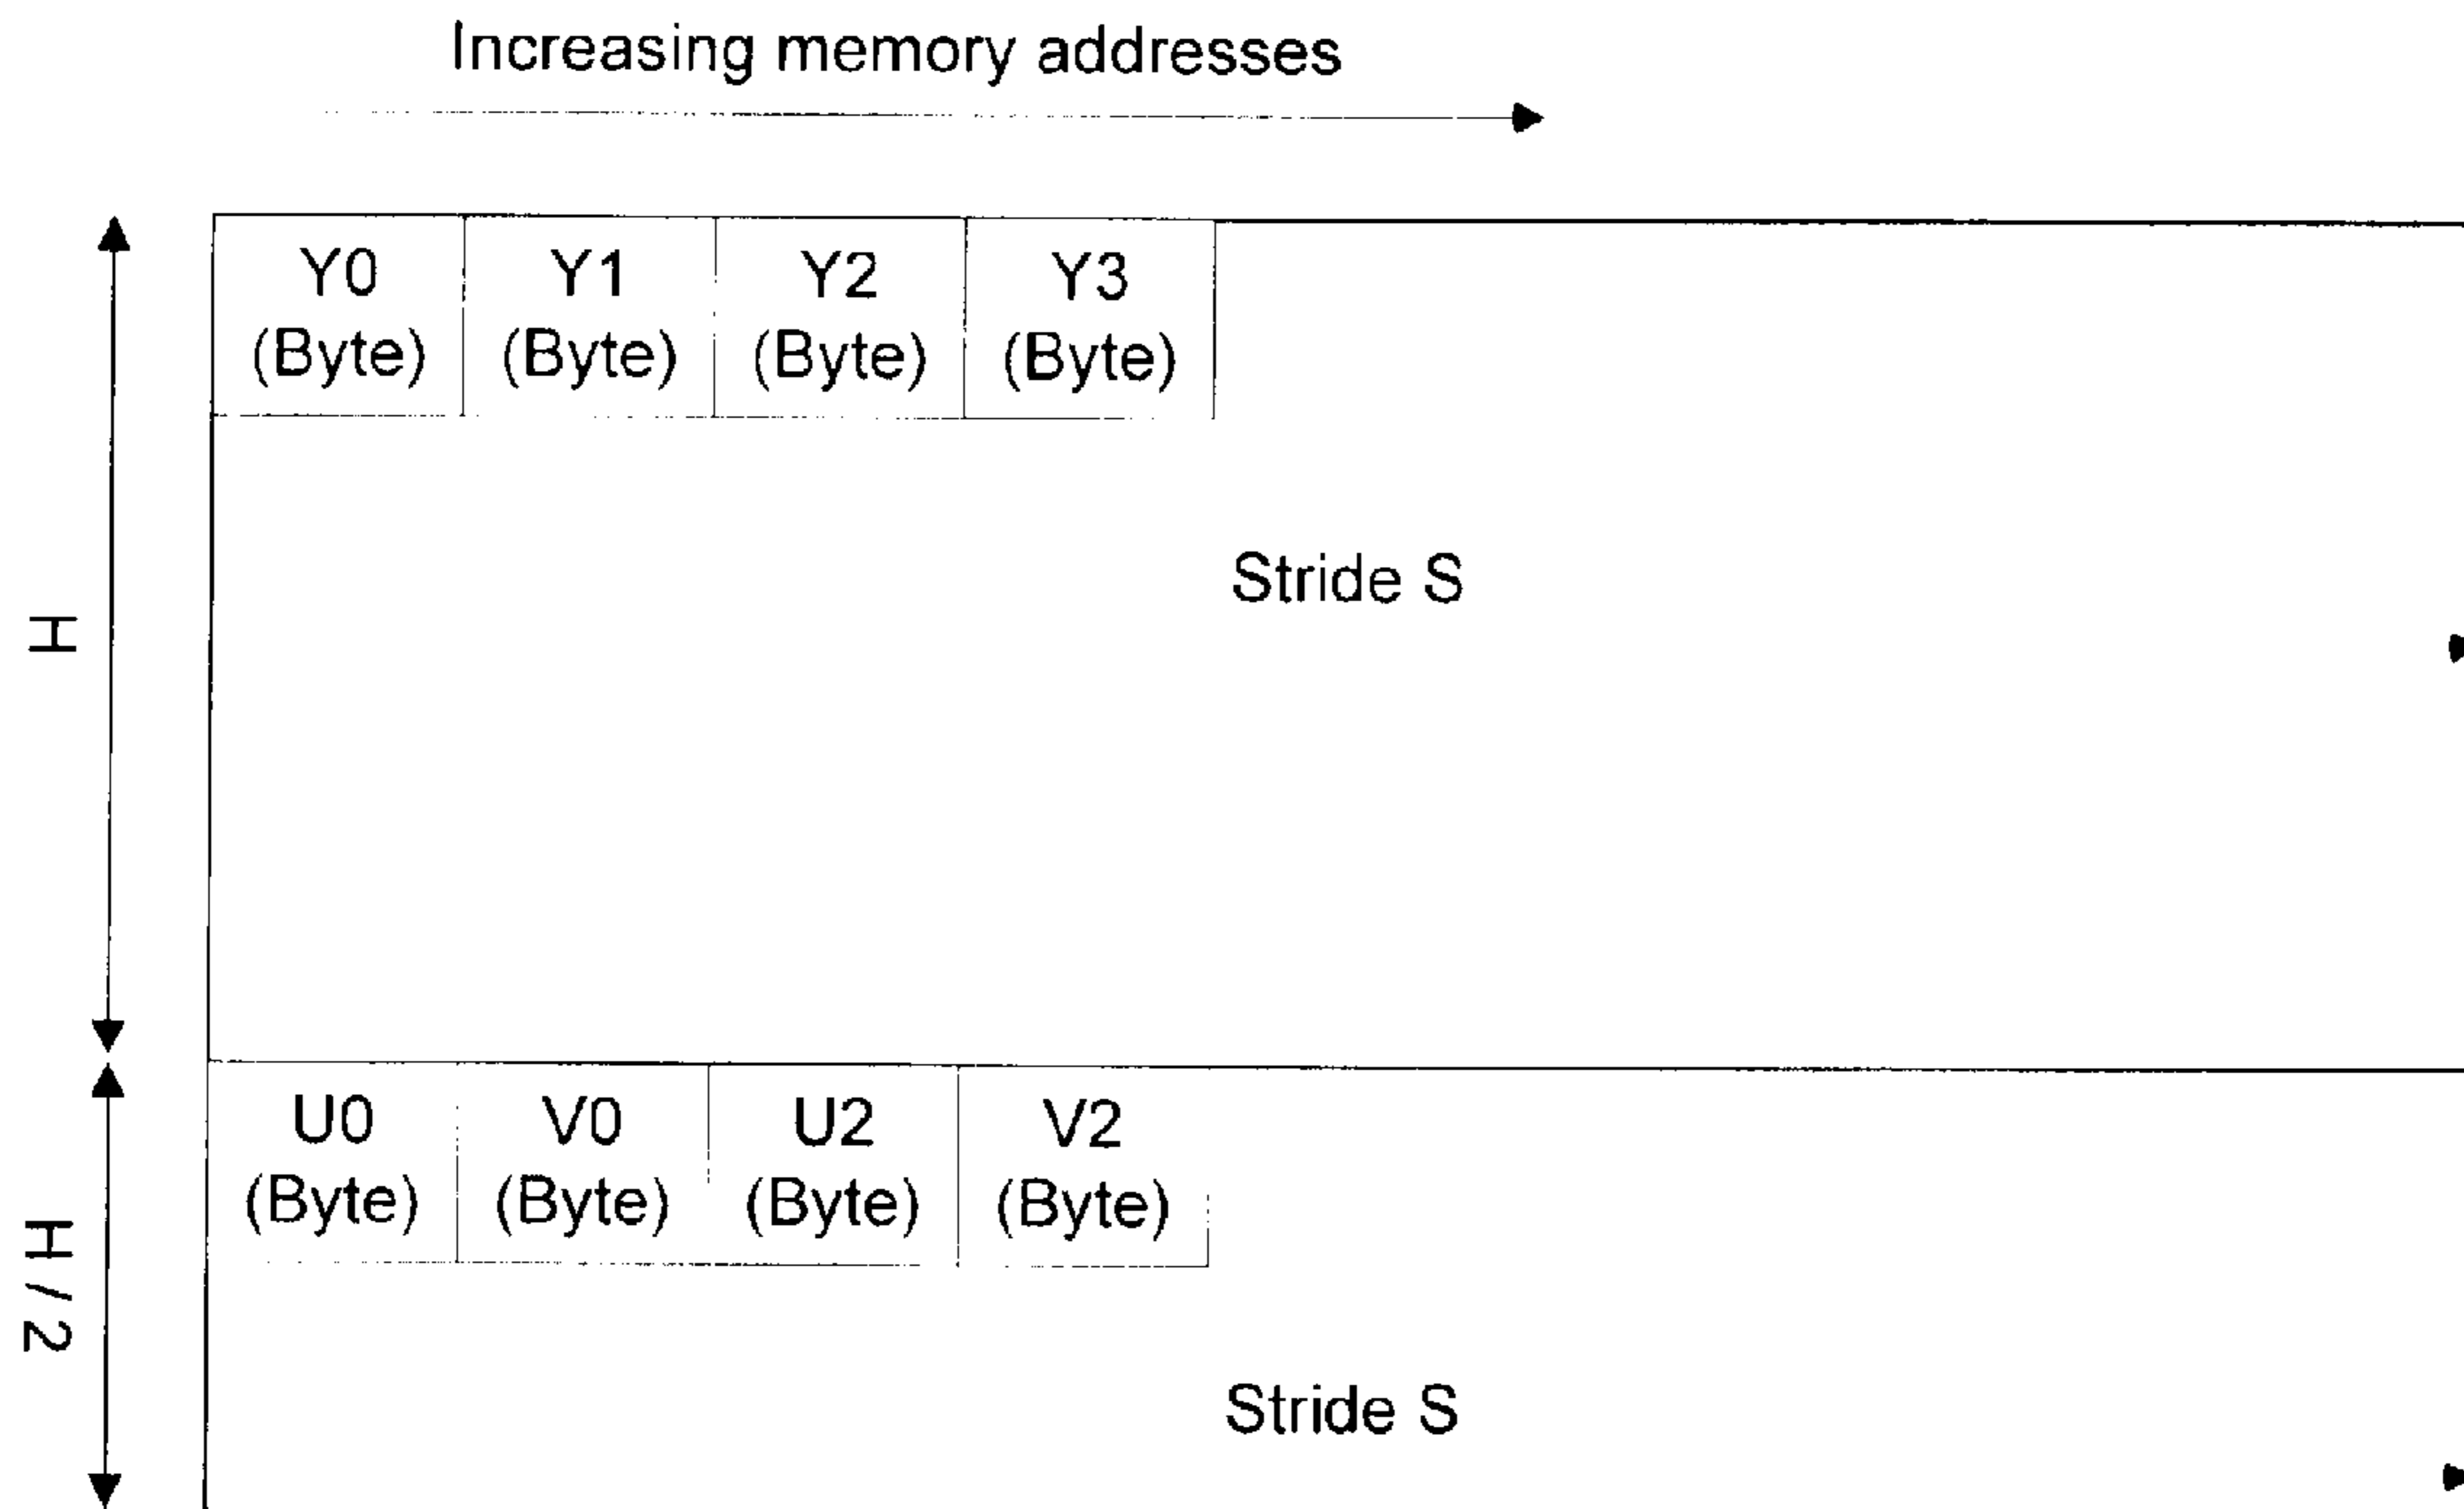 Increasing memory addresses
Y0 Y1 Y2 Y3
(Byte) (Byte) (Byte) (Byte)
Stride S
H
U0 V0 U2 V2
(Byte) (Byte) (Byte) (Byte)
H // 2
Stride S